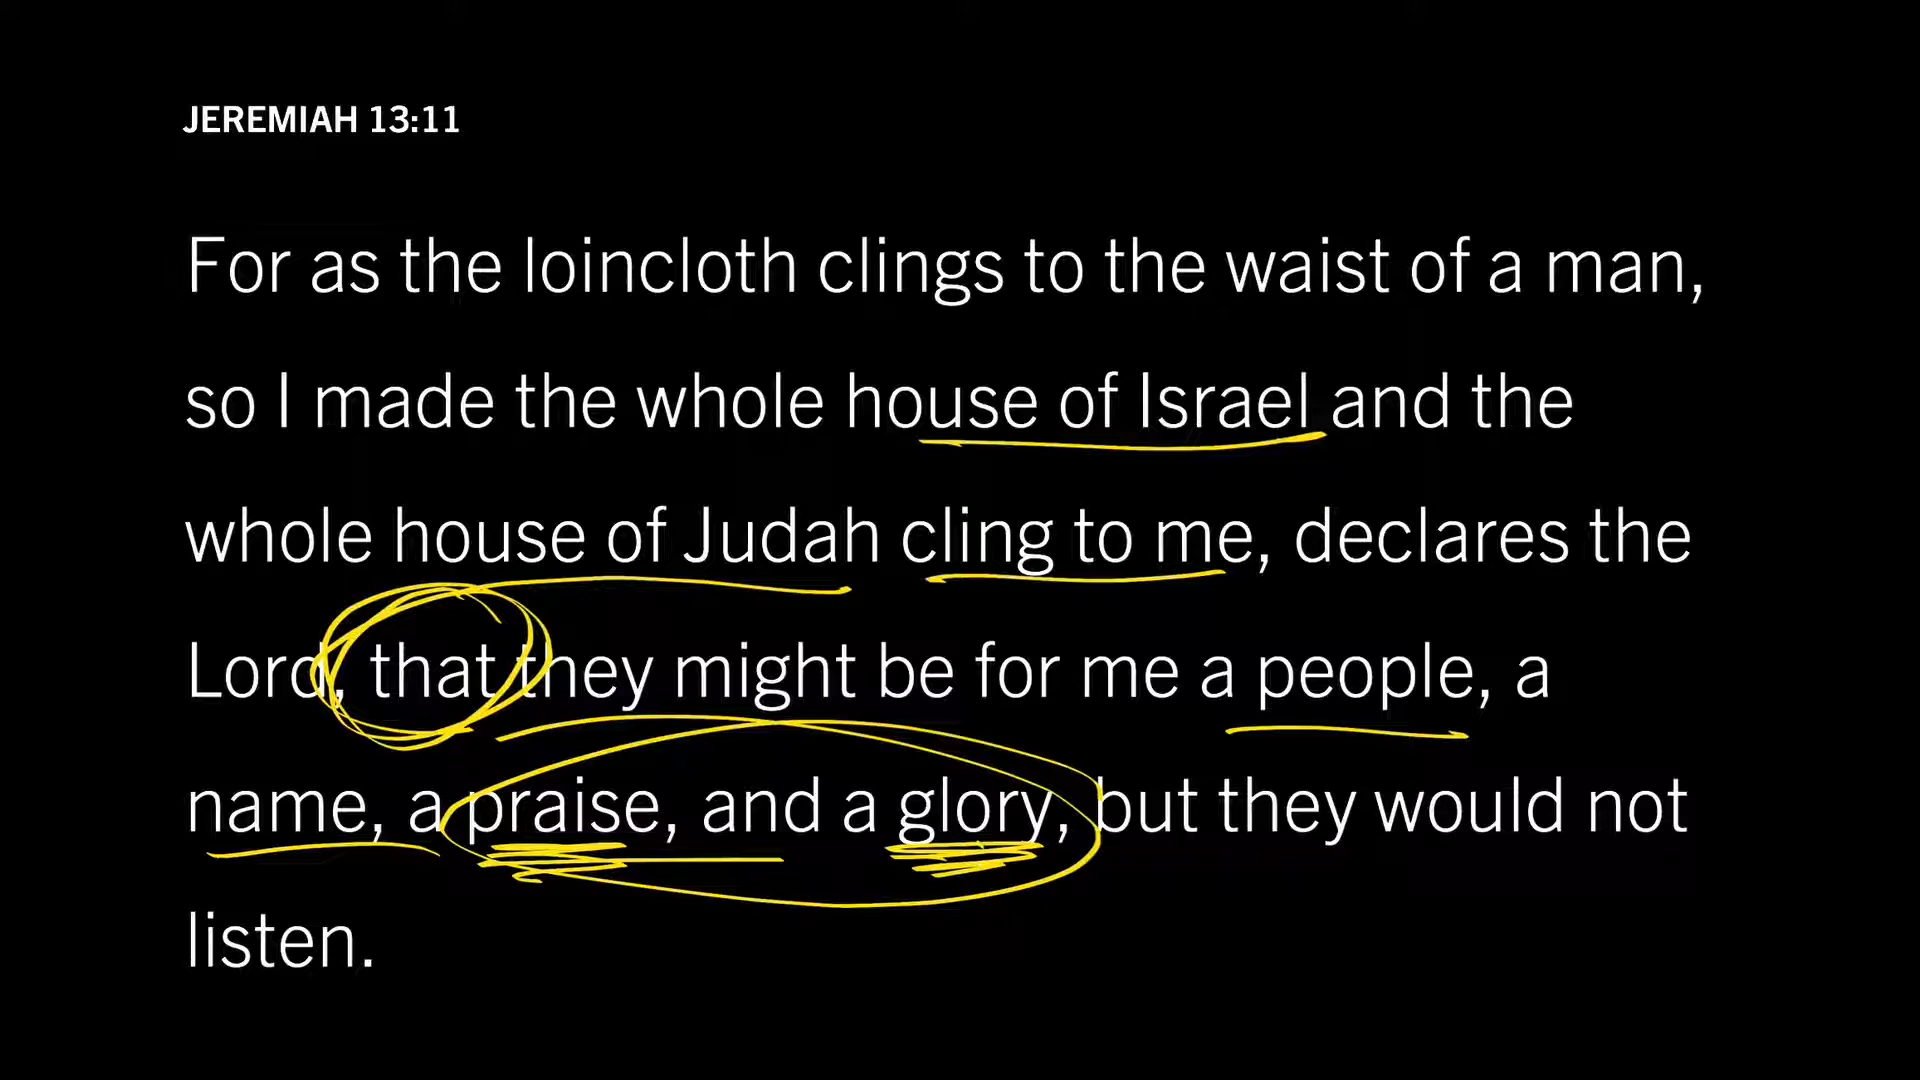 JEREMIAH 13:11
For as the loincloth clings to the waist of a man,
so I made the whole house of Israel and the
whole house of Judah cling to me, declares the
Lord, that they might be for me a people, a
name, a praise, and a glory, but they would not
listen.